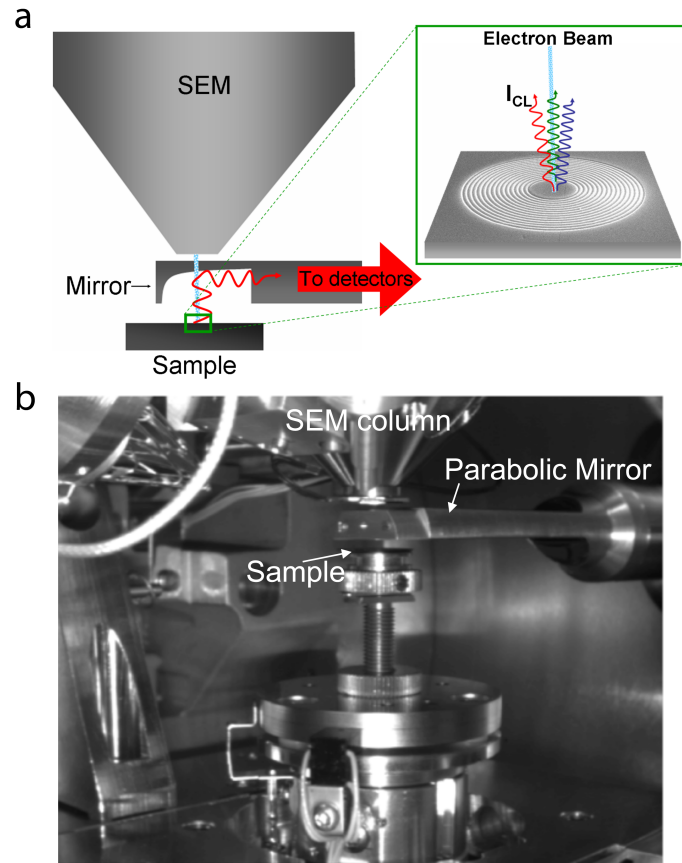 a
SEM
Electron Beam
I_CL
Mirror→
To detectors
Sample
b
SEM column
Parabolic Mirror
Sample